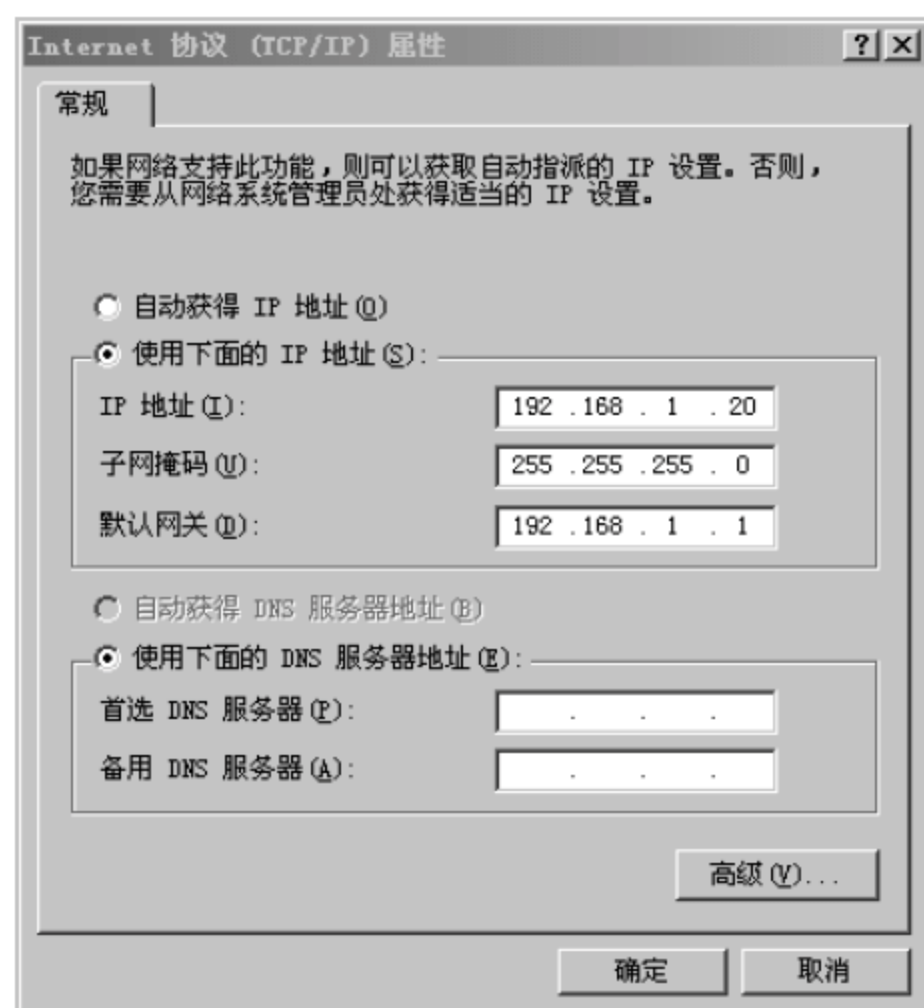 Internet 协议 (TCP/IP) 属性
常规
如果网络支持此功能，则可以获取自动指派的 IP 设置。否则，
您需要从网络系统管理员处获得适当的 IP 设置。
自动获得 IP 地址(O)
使用下面的 IP 地址(S):
IP 地址(I): 192 .168 . 1 . 20
子网掩码(U): 255 .255 .255 . 0
默认网关(D): 192 .168 . 1 . 1
自动获得 DNS 服务器地址(B)
使用下面的 DNS 服务器地址(E):
首选 DNS 服务器(P): . . .
备用 DNS 服务器(A): . . .
高级(V)...
确定 取消